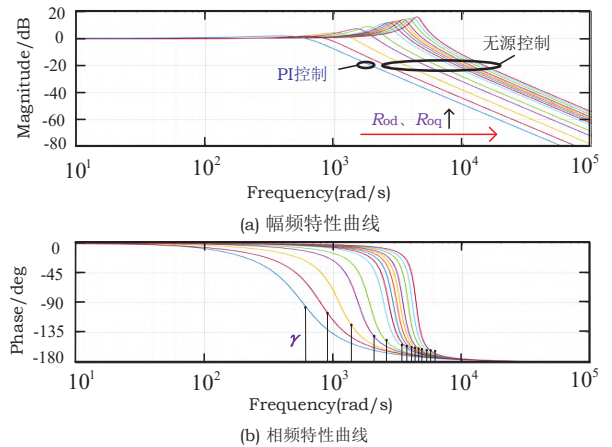 Magnitude/dB
20
0
-20
-40
-60
-80
无源控制
PI控制
Rod、Roq
10¹ 10² 10³ 10⁴ 10⁵
Frequency(rad/s)
(a) 幅频特性曲线
Phase/deg
0
-45
-90
-135
-180
γ
10¹ 10² 10³ 10⁴ 10⁵
Frequency(rad/s)
(b) 相频特性曲线